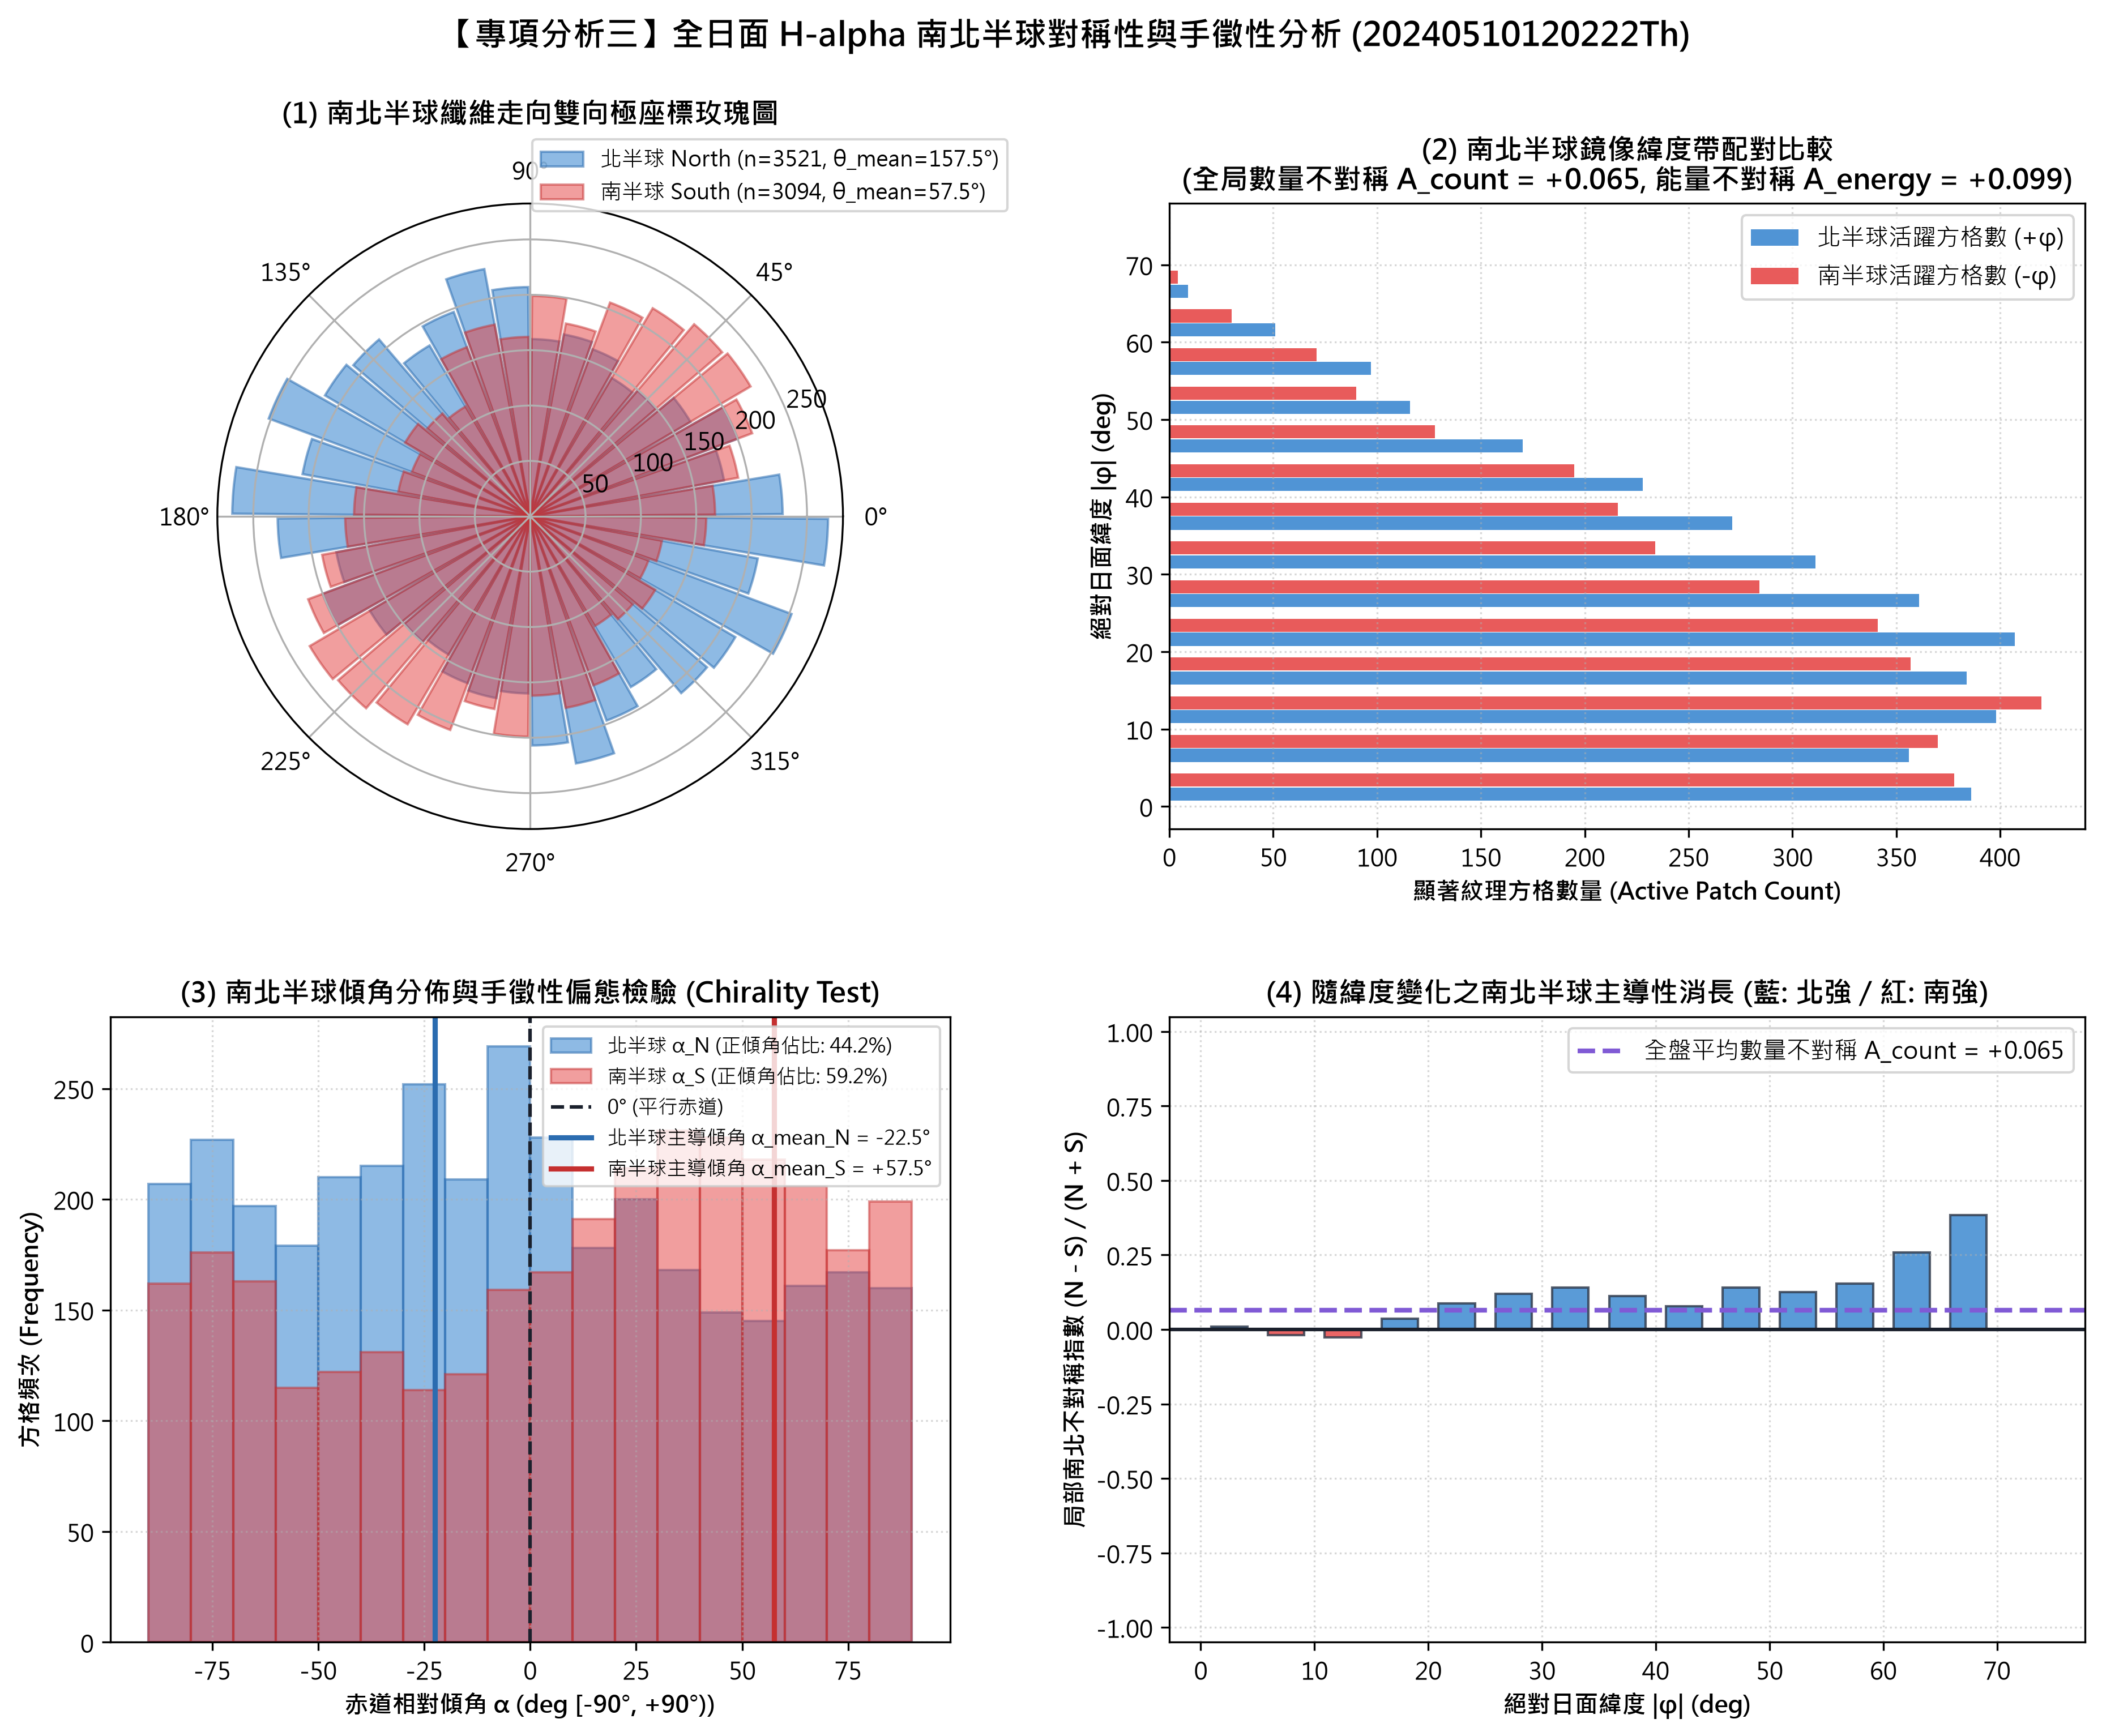 【專項分析三】全日面 H-alpha 南北半球對稱性與手徵性分析 (20240510120222Th)
(1) 南北半球纖維走向雙向極座標玫瑰圖
北半球 North (n=3521, θ_mean=157.5°)
南半球 South (n=3094, θ_mean=57.5°)
90°
135°
45°
180°
0°
225°
315°
270°
50
100
150
200
250
(2) 南北半球鏡像緯度帶配對比較
(全局數量不對稱 A_count = +0.065, 能量不對稱 A_energy = +0.099)
北半球活躍方格數 (+φ)
南半球活躍方格數 (-φ)
絕對日面緯度 |φ| (deg)
70
60
50
40
30
20
10
0
0 50 100 150 200 250 300 350 400
顯著紋理方格數量 (Active Patch Count)
(3) 南北半球傾角分佈與手徵性偏態檢驗 (Chirality Test)
北半球 α_N (正傾角佔比: 44.2%)
南半球 α_S (正傾角佔比: 59.2%)
0° (平行赤道)
北半球主導傾角 α_mean_N = -22.5°
南半球主導傾角 α_mean_S = +57.5°
方格頻次 (Frequency)
250
200
150
100
50
0
-75 -50 -25 0 25 50 75
赤道相對傾角 α (deg [-90°, +90°))
(4) 隨緯度變化之南北半球主導性消長 (藍: 北強 / 紅: 南強)
全盤平均數量不對稱 A_count = +0.065
局部南北不對稱指數 (N - S) / (N + S)
1.00
0.75
0.50
0.25
0.00
-0.25
-0.50
-0.75
-1.00
0 10 20 30 40 50 60 70
絕對日面緯度 |φ| (deg)